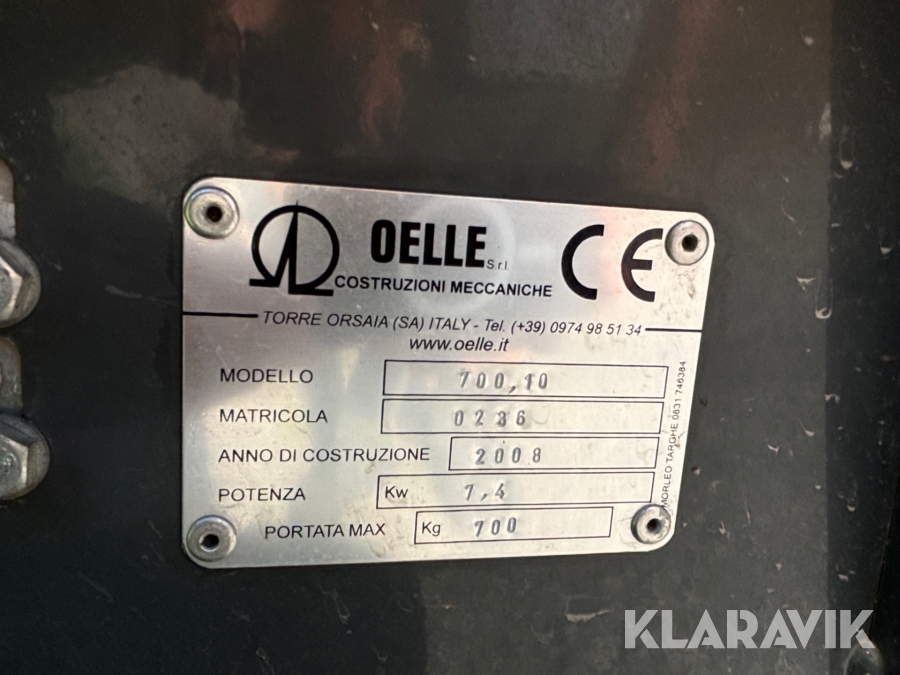 OELLE S.r.l.
COSTRUZIONI MECCANICHE
CE
TORRE ORSAIA (SA) ITALY - Tel. (+39) 0974 98 51 34
www.oelle.it
MODELLO 700,10
MATRICOLA 0236
ANNO DI COSTRUZIONE 2008
POTENZA Kw 7,4
PORTATA MAX Kg 700
MORLEO TARGHE 0831 746384
KLARAVIK